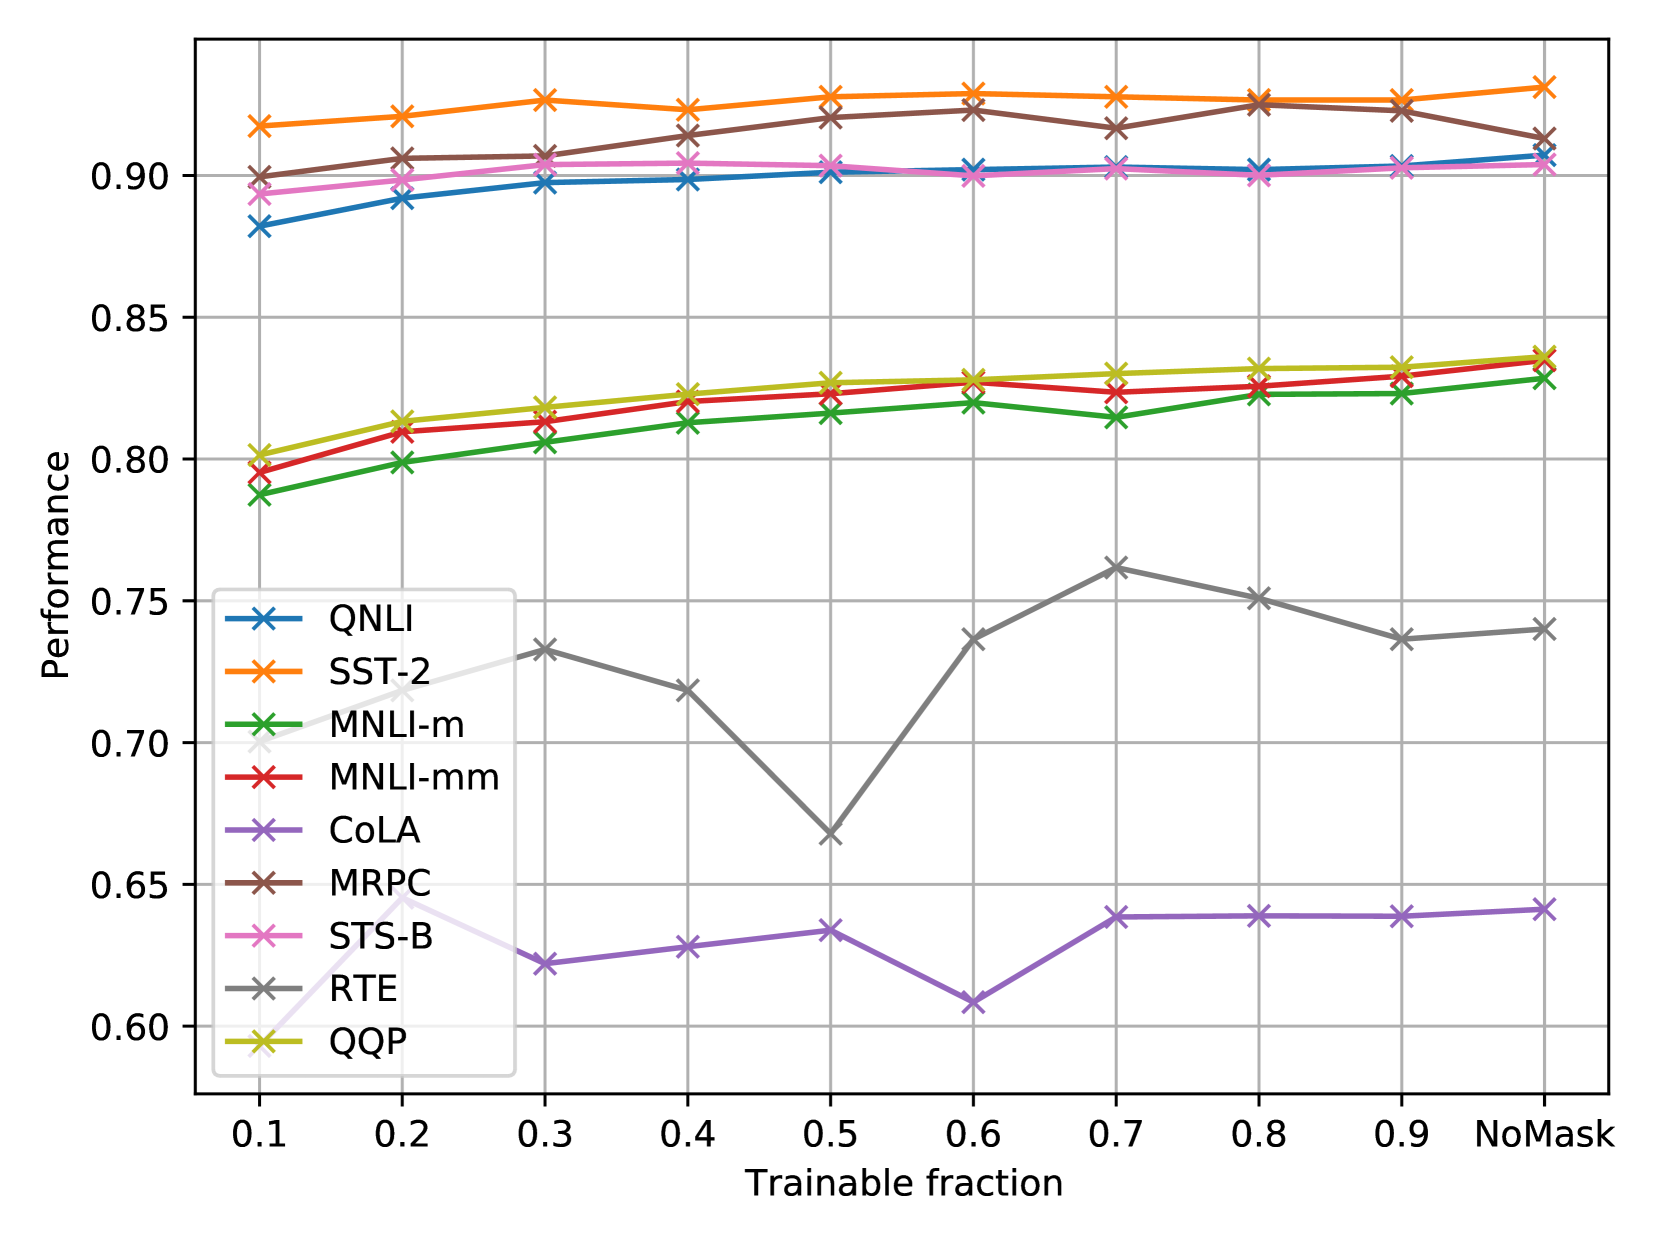 0.90
0.85
0.80
0.75
0.70
0.65
0.60
Performance
QNLI
SST-2
MNLI-m
MNLI-mm
CoLA
MRPC
STS-B
RTE
QQP
0.1 0.2 0.3 0.4 0.5 0.6 0.7 0.8 0.9 NoMask
Trainable fraction